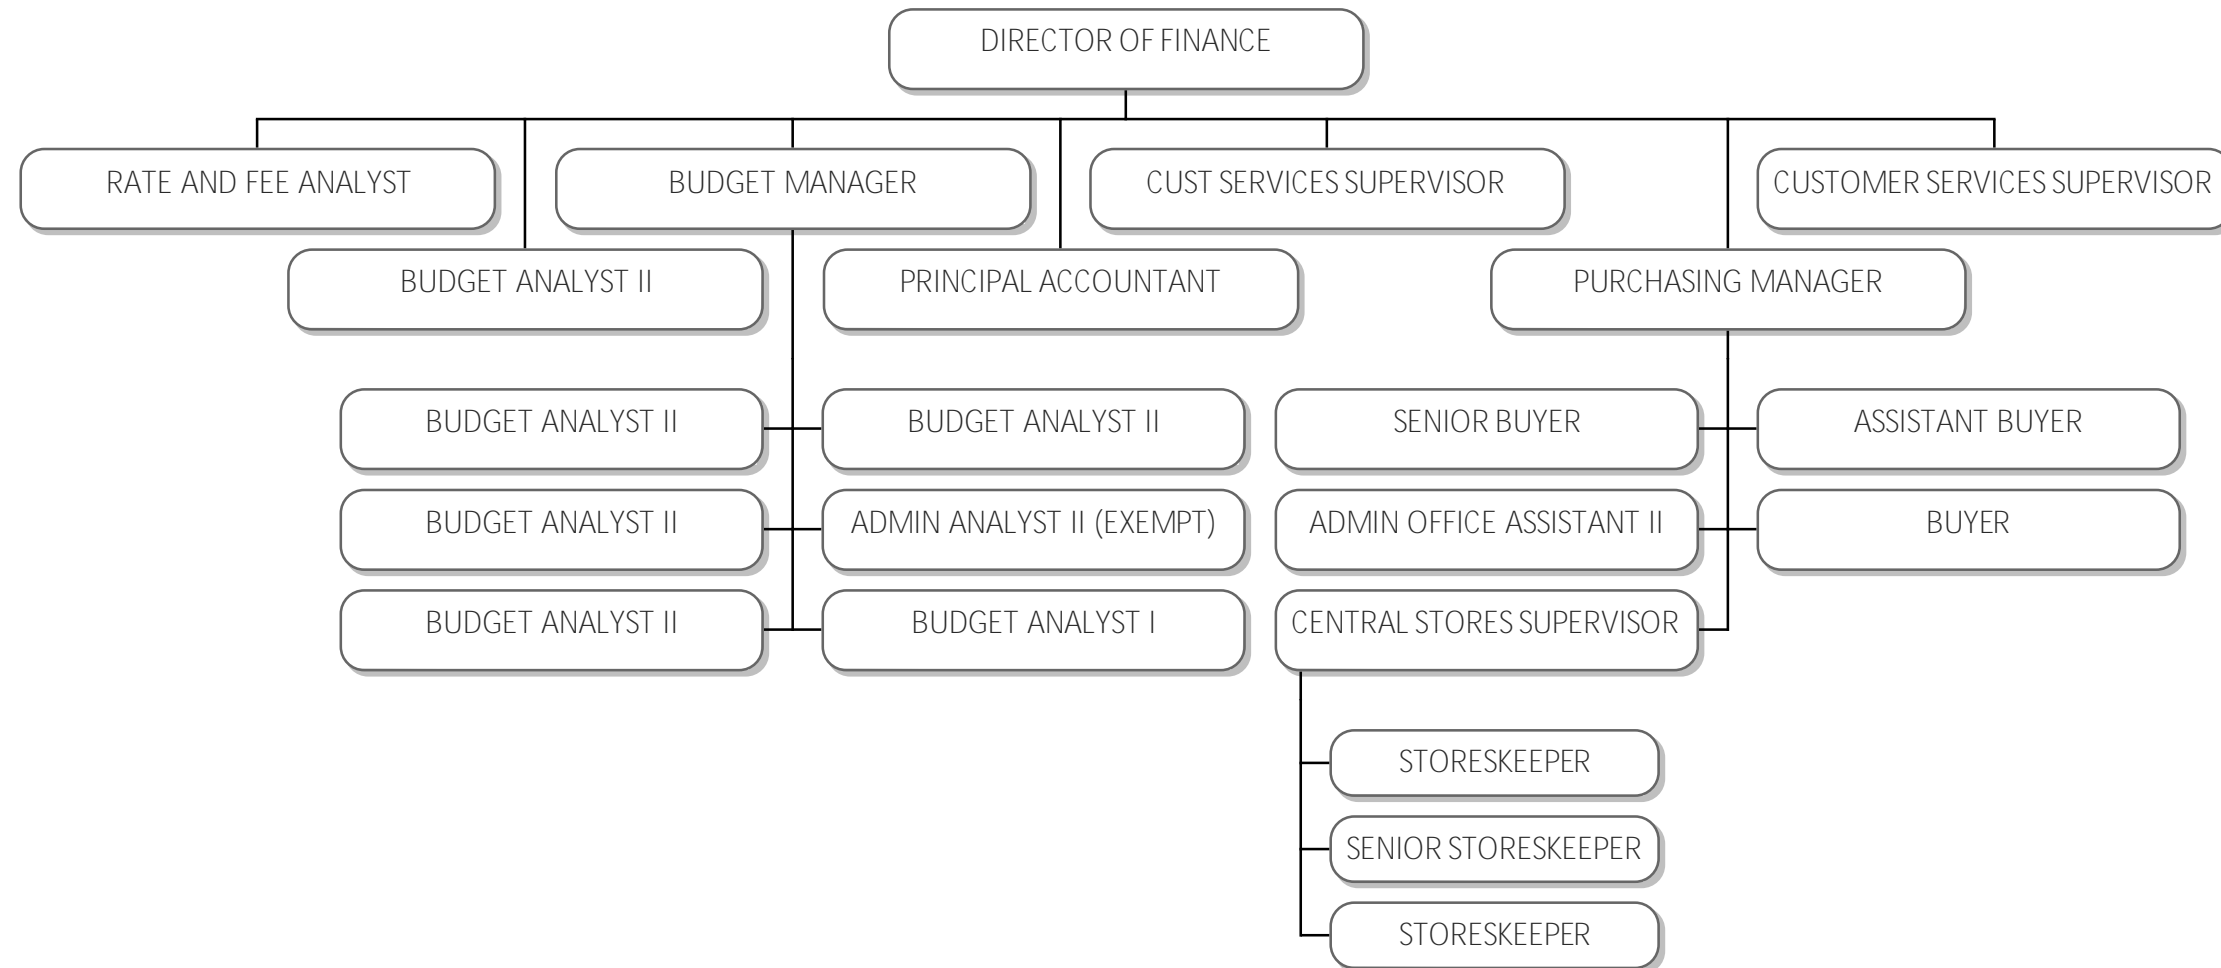 DIRECTOR OF FINANCE
RATE AND FEE ANALYST
BUDGET MANAGER
CUST SERVICES SUPERVISOR
CUSTOMER SERVICES SUPERVISOR
BUDGET ANALYST II
PRINCIPAL ACCOUNTANT
PURCHASING MANAGER
BUDGET ANALYST II
BUDGET ANALYST II
SENIOR BUYER
ASSISTANT BUYER
BUDGET ANALYST II
ADMIN ANALYST II (EXEMPT)
ADMIN OFFICE ASSISTANT II
BUYER
BUDGET ANALYST II
BUDGET ANALYST I
CENTRAL STORES SUPERVISOR
STORESKEEPER
SENIOR STORESKEEPER
STORESKEEPER